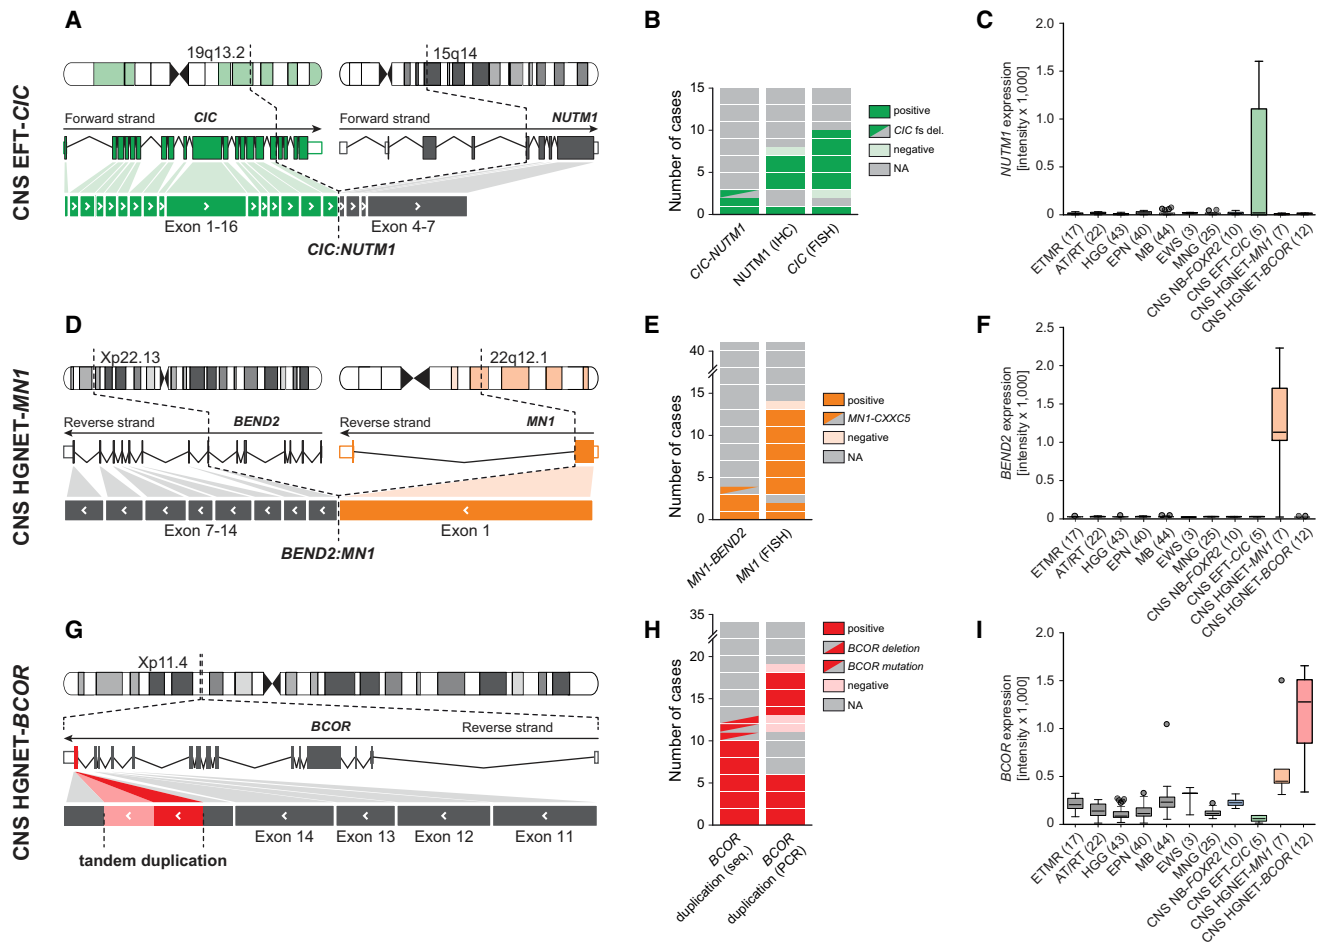 A
CNS EFT-CIC
19q13.2
15q14
Forward strand
CIC
Forward strand
NUTM1
Exon 1-16
Exon 4-7
CIC:NUTM1
B
Number of cases
15
10
5
0
CIC-NUTM1
NUTM1 (IHC)
CIC (FISH)
positive
CIC fs del.
negative
NA
C
NUTM1 expression
[intensity x 1,000]
2.0
1.5
1.0
0.5
0
ETMR (17)
AT/RT (22)
HGG (43)
EPN (40)
MB (44)
EWS (3)
MNG (25)
CNS NB-FOXR2 (10)
CNS EFT-CIC (5)
CNS HGNET-MN1 (7)
CNS HGNET-BCOR (12)
D
CNS HGNET-MN1
Xp22.13
22q12.1
Reverse strand
BEND2
Reverse strand
MN1
Exon 7-14
Exon 1
BEND2:MN1
E
Number of cases
40
15
10
5
0
MN1-BEND2
MN1 (FISH)
positive
MN1-CXXC5
negative
NA
F
BEND2 expression
[intensity x 1,000]
2.5
2.0
1.5
1.0
0.5
0
ETMR (17)
AT/RT (22)
HGG (43)
EPN (40)
MB (44)
EWS (3)
MNG (25)
CNS NB-FOXR2 (10)
CNS EFT-CIC (5)
CNS HGNET-MN1 (7)
CNS HGNET-BCOR (12)
G
CNS HGNET-BCOR
Xp11.4
BCOR
Reverse strand
Exon 14
Exon 13
Exon 12
Exon 11
tandem duplication
H
Number of cases
35
20
15
10
5
0
BCOR
duplication (seq.)
BCOR
duplication (PCR)
positive
BCOR deletion
BCOR mutation
negative
NA
I
BCOR expression
[intensity x 1,000]
2.0
1.5
1.0
0.5
0
ETMR (17)
AT/RT (22)
HGG (43)
EPN (40)
MB (44)
EWS (3)
MNG (25)
CNS NB-FOXR2 (10)
CNS EFT-CIC (5)
CNS HGNET-MN1 (7)
CNS HGNET-BCOR (12)